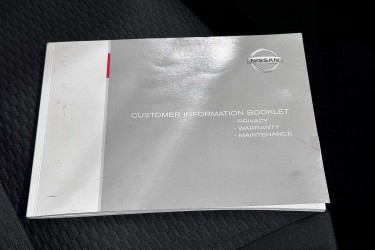 NISSAN
CUSTOMER INFORMATION BOOKLET
- PRIVACY
- WARRANTY
- MAINTENANCE